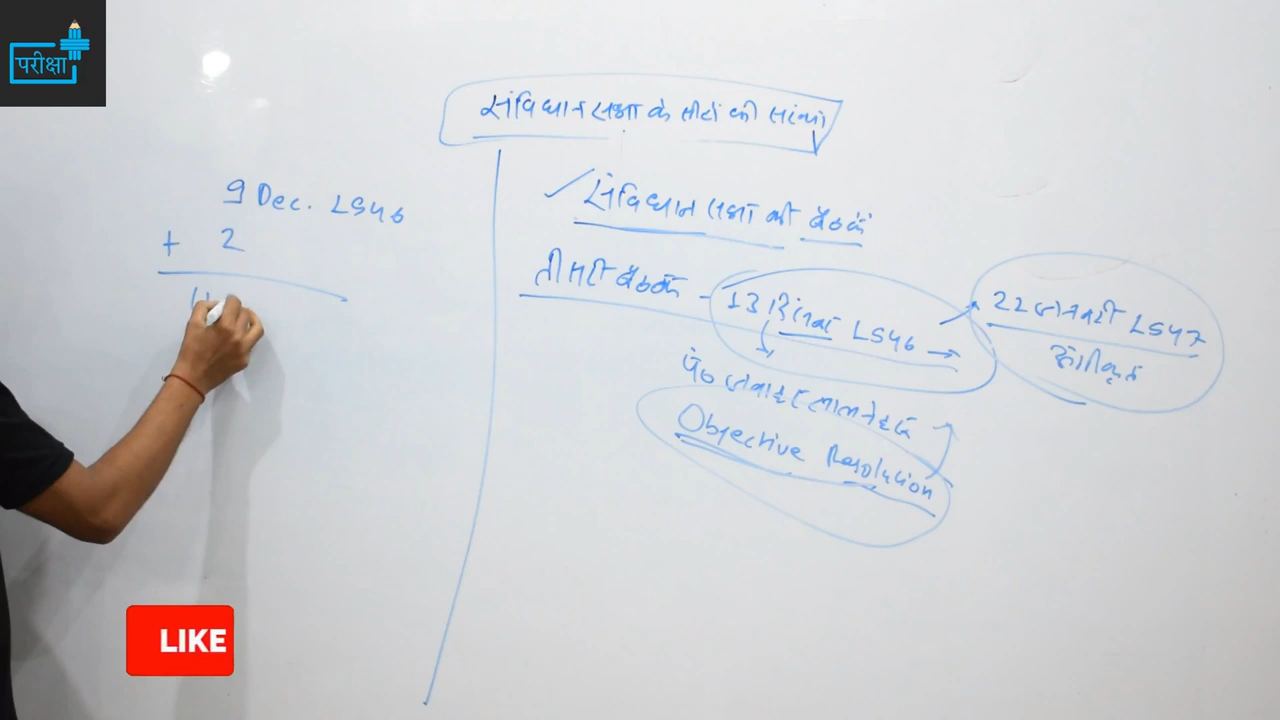 परीक्षा
संविधान सभा के सीटों की संख्या
9 Dec. 1946
+ 2
11
संविधान सभा की बैठकें
तीसरी बैठक - 13 दिसंबर 1946 →
22 जनवरी 1947
अंगीकृत
पं० जवाहरलाल नेहरू
Objective Resolution
LIKE